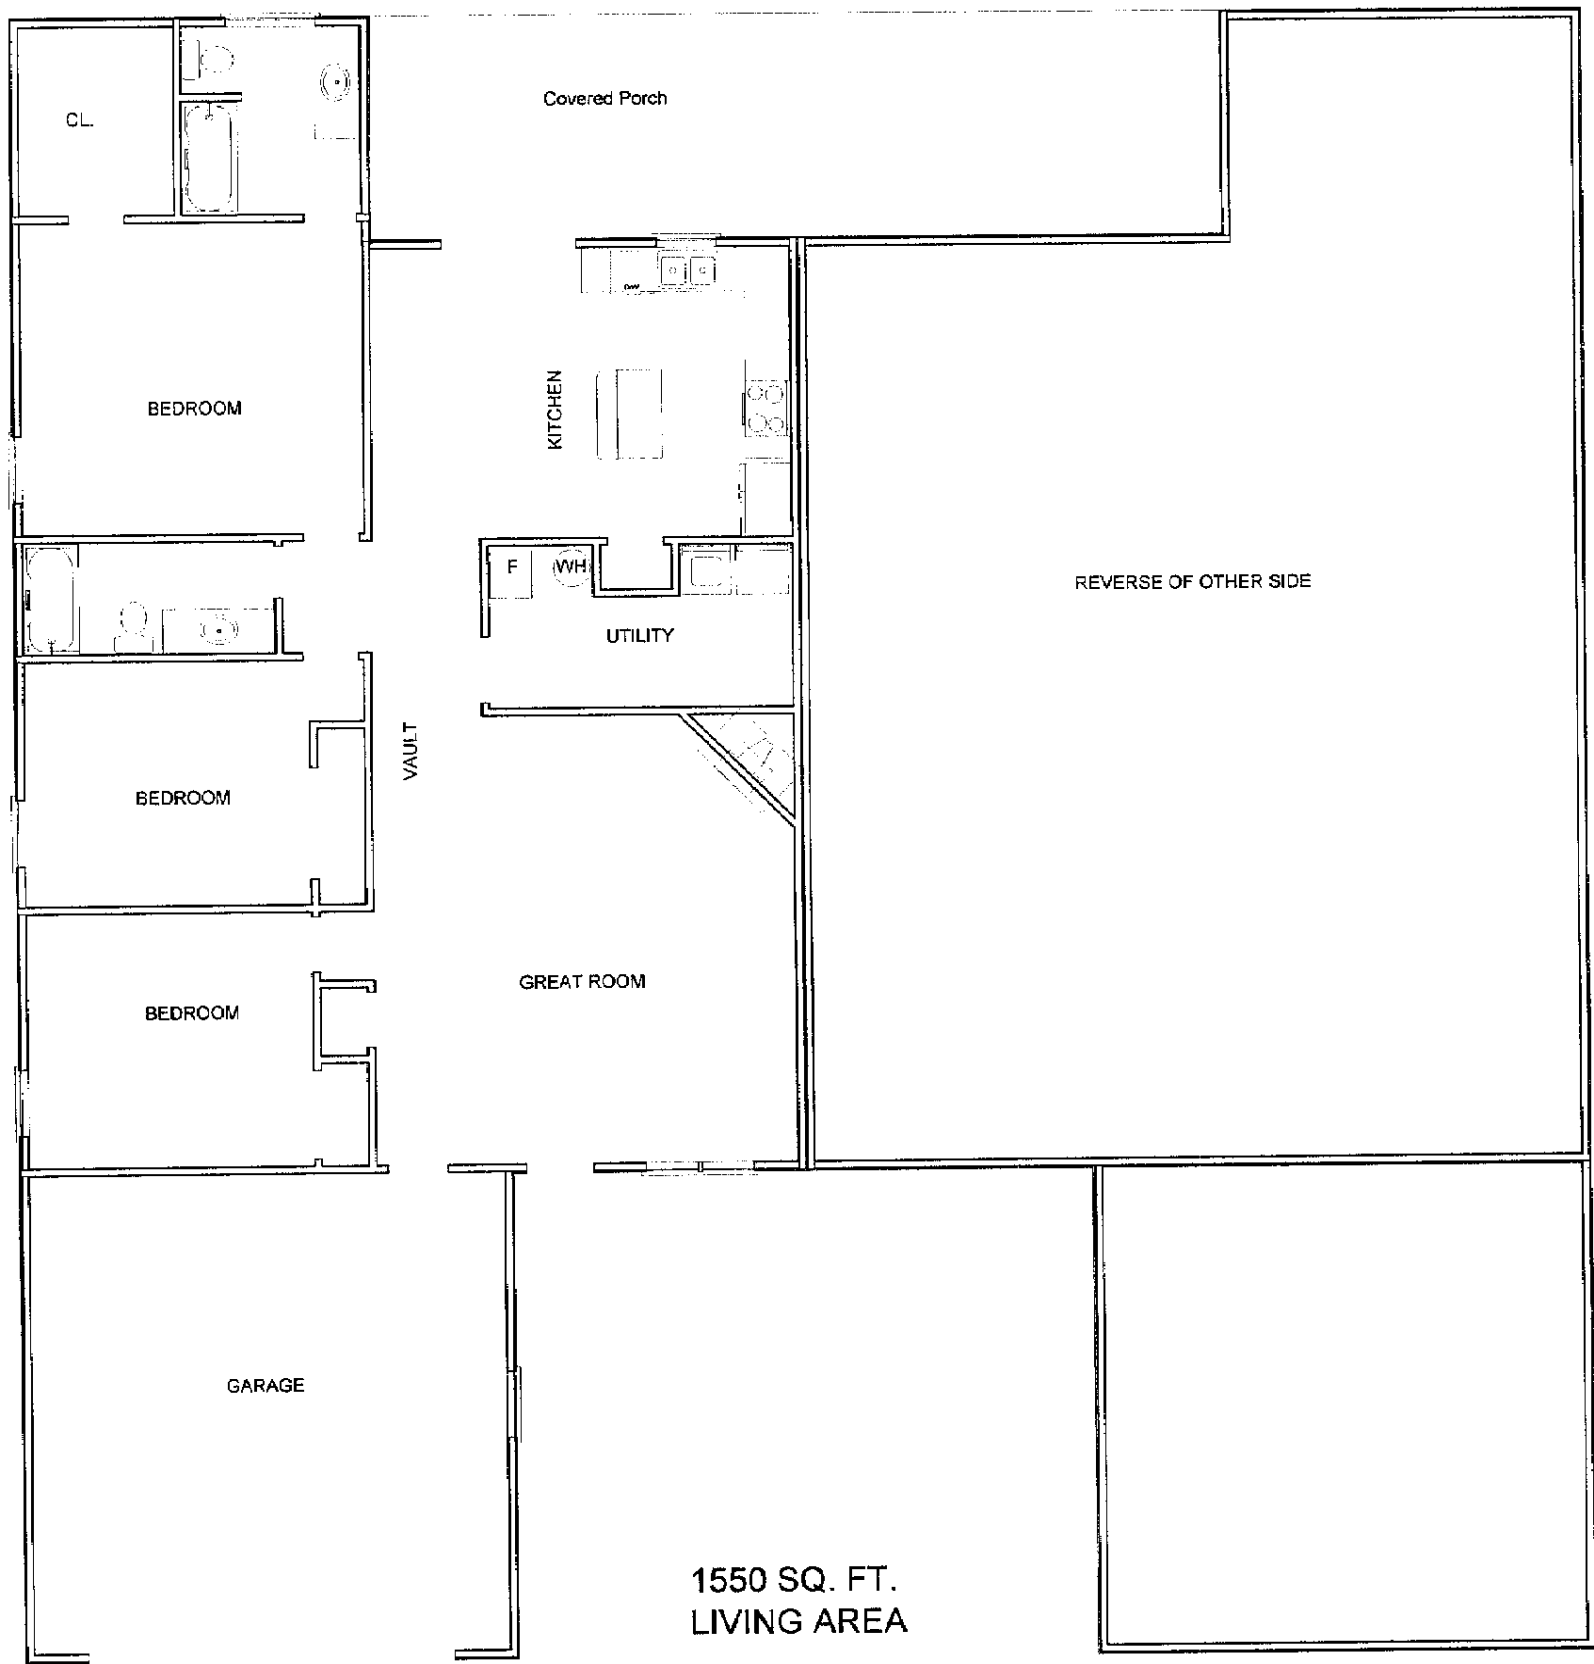 Covered Porch
CL.
BEDROOM
KITCHEN
F
WH
UTILITY
REVERSE OF OTHER SIDE
VAULT
BEDROOM
GREAT ROOM
BEDROOM
GARAGE
1550 SQ. FT.
LIVING AREA